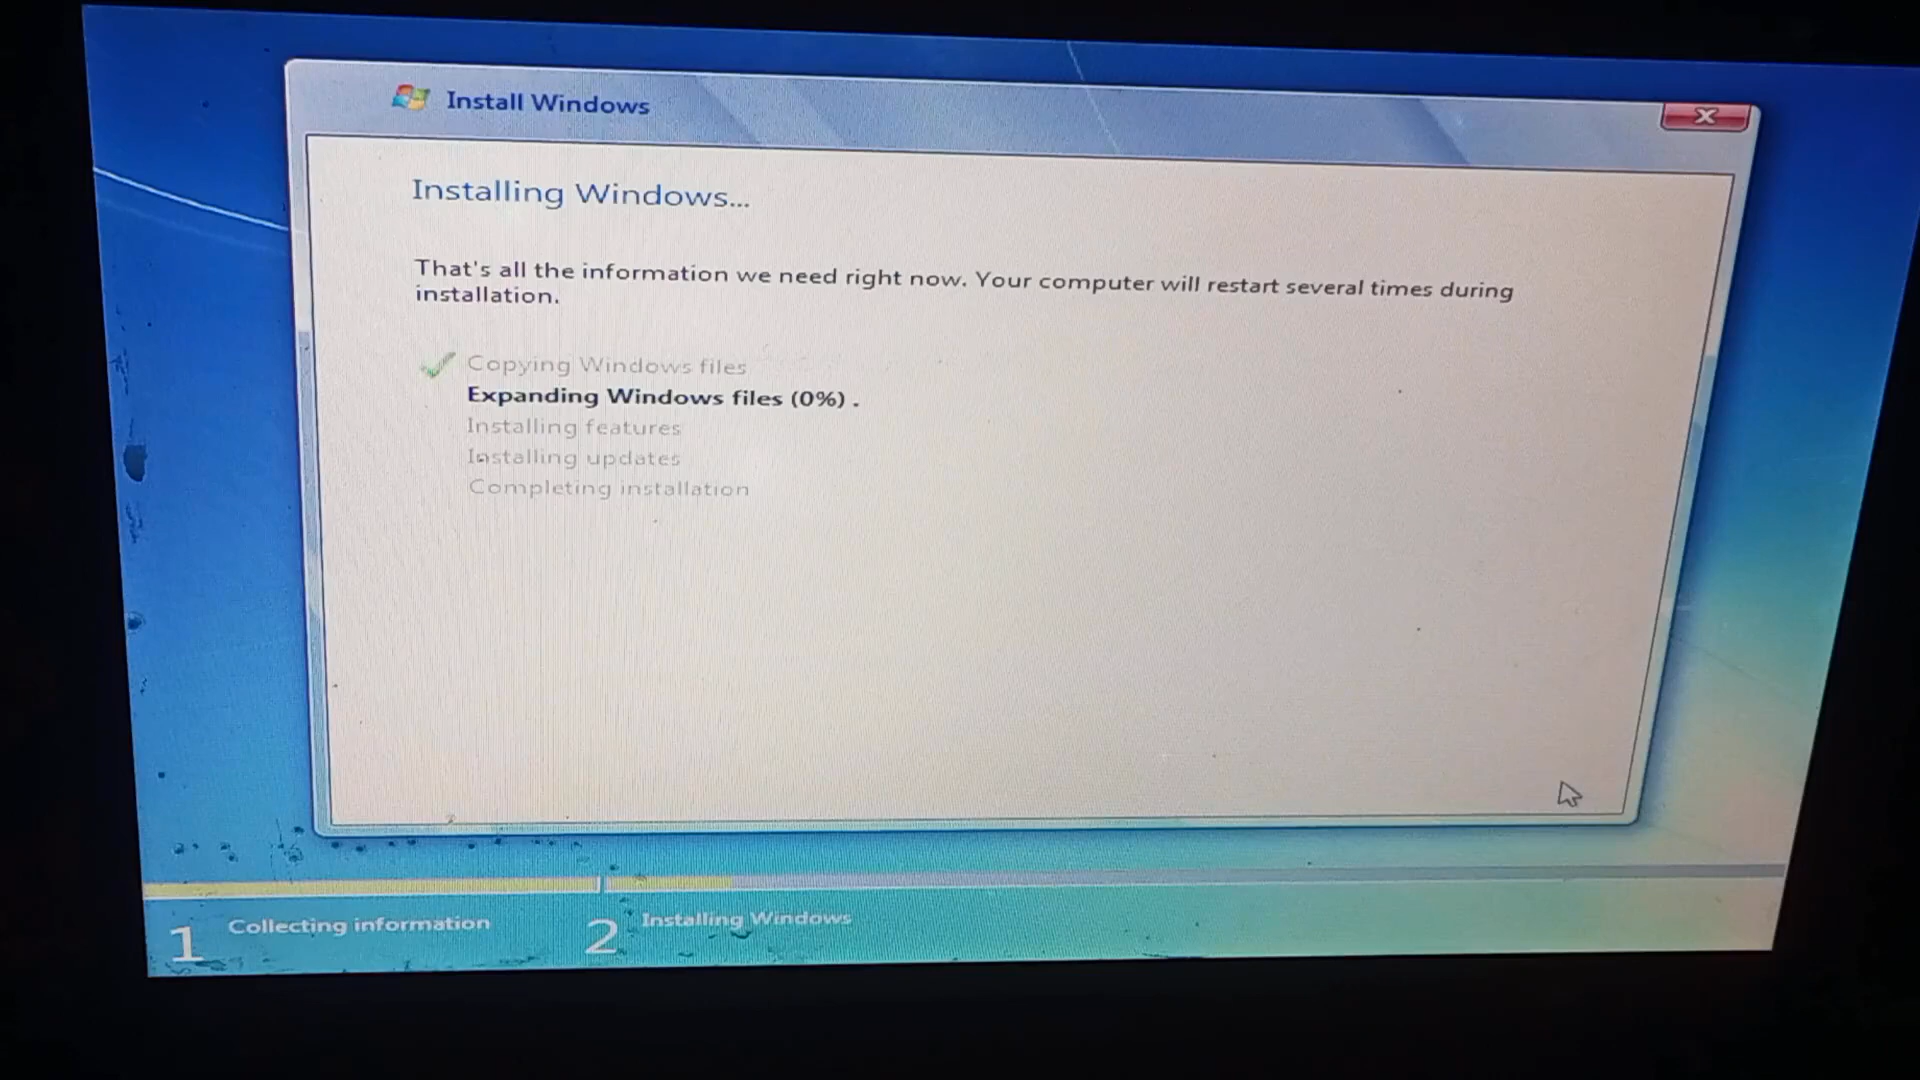 Install Windows
Installing Windows...
That's all the information we need right now. Your computer will restart several times during
installation.
Copying Windows files
Expanding Windows files (0%) .
Installing features
Installing updates
Completing installation
1 Collecting information
2 Installing Windows